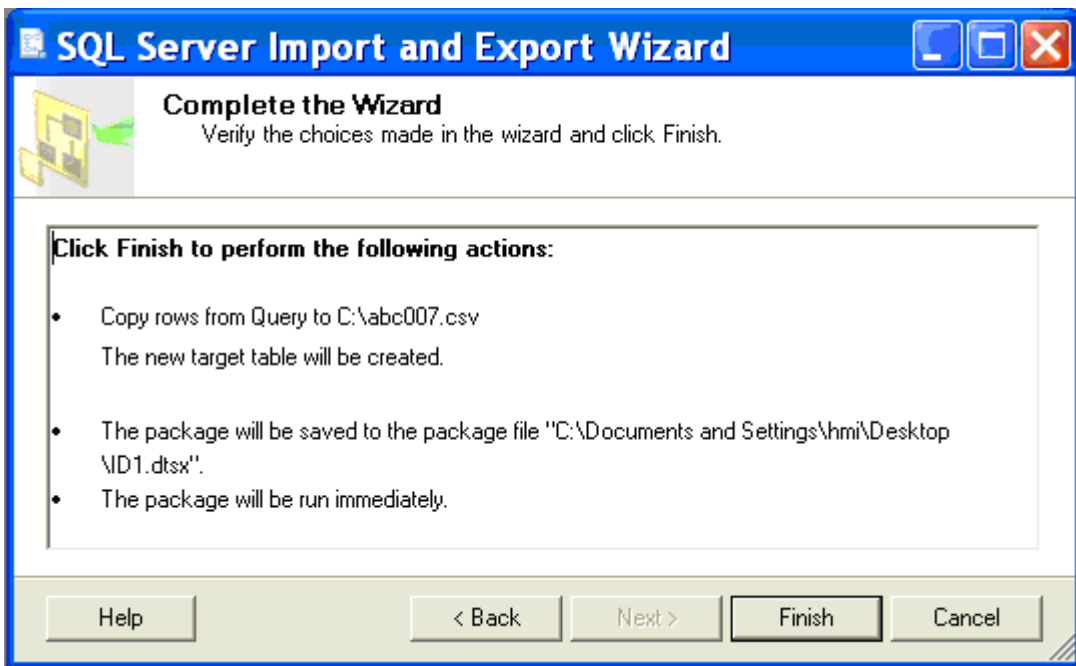 SQL Server Import and Export Wizard
Complete the Wizard
Verify the choices made in the wizard and click Finish.
Click Finish to perform the following actions:
• Copy rows from Query to C:\abc007.csv
The new target table will be created.
• The package will be saved to the package file "C:\Documents and Settings\hmi\Desktop
\ID1.dtsx".
• The package will be run immediately.
Help < Back Next > Finish Cancel